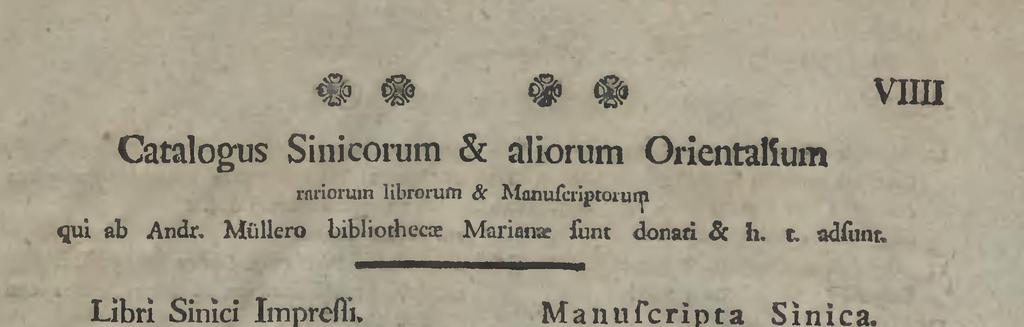 VIIII
Catalogus Sinicorum & aliorum Orientalium
rariorum librorum & Manuſcriptorum
qui ab Andr. Müllero bibliothecæ Marianæ ſunt donati & h. t. adſunt.
Libri Sinici Impreſſi.
Manuſcripta Sinica.